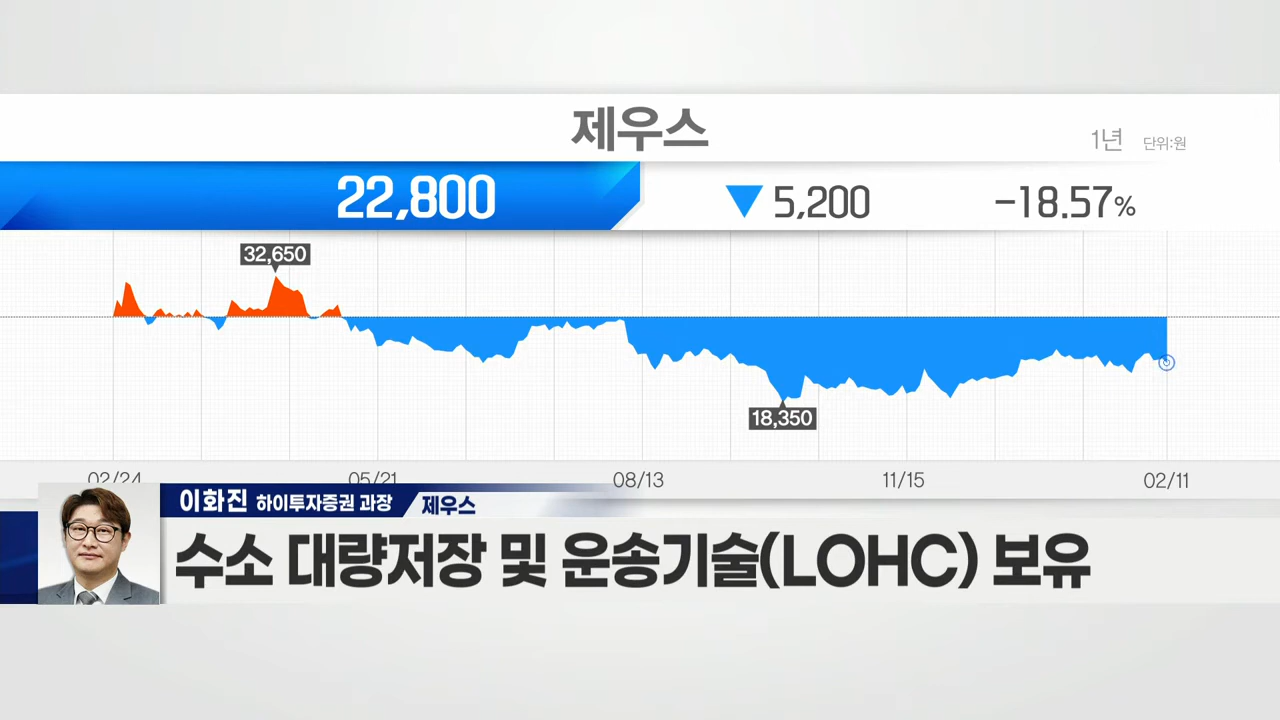 제우스
1년 단위:원
22,800 ▼ 5,200 -18.57%
32,650
18,350
02/24 05/21 08/13 11/15 02/11
이화진 하이투자증권 과장 제우스
수소 대량저장 및 운송기술(LOHC) 보유